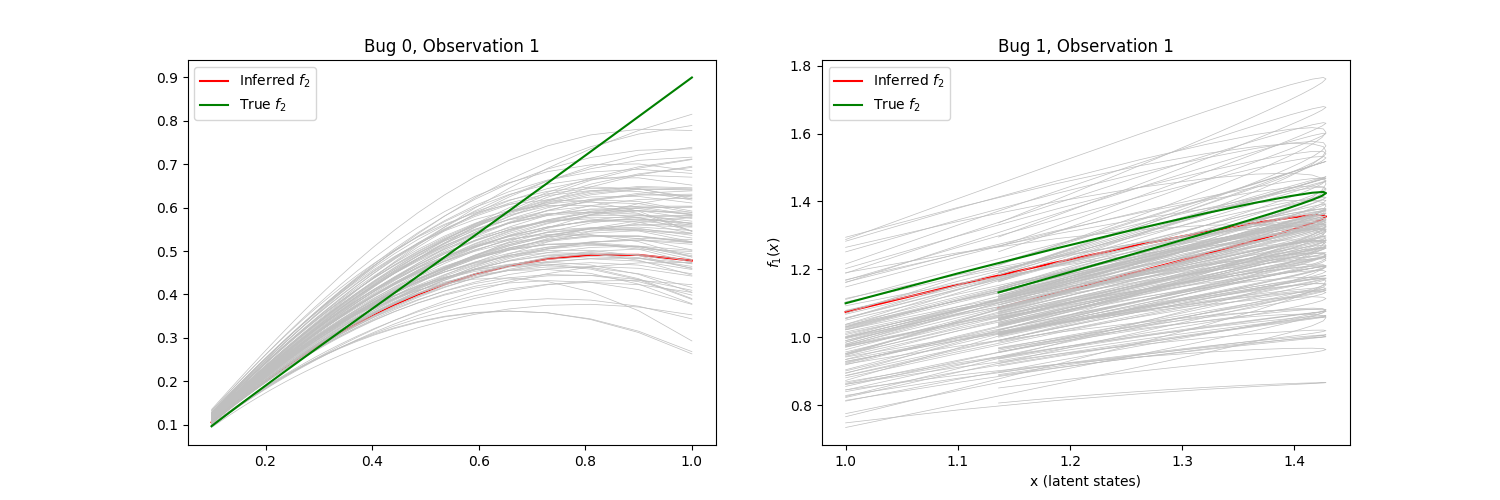 Bug 0, Observation 1
Inferred f₂
True f₂
0.9
0.8
0.7
0.6
0.5
0.4
0.3
0.2
0.1
0.2 0.4 0.6 0.8 1.0
Bug 1, Observation 1
Inferred f₂
True f₂
f₁(x)
1.8
1.6
1.4
1.2
1.0
0.8
1.0 1.1 1.2 1.3 1.4
x (latent states)